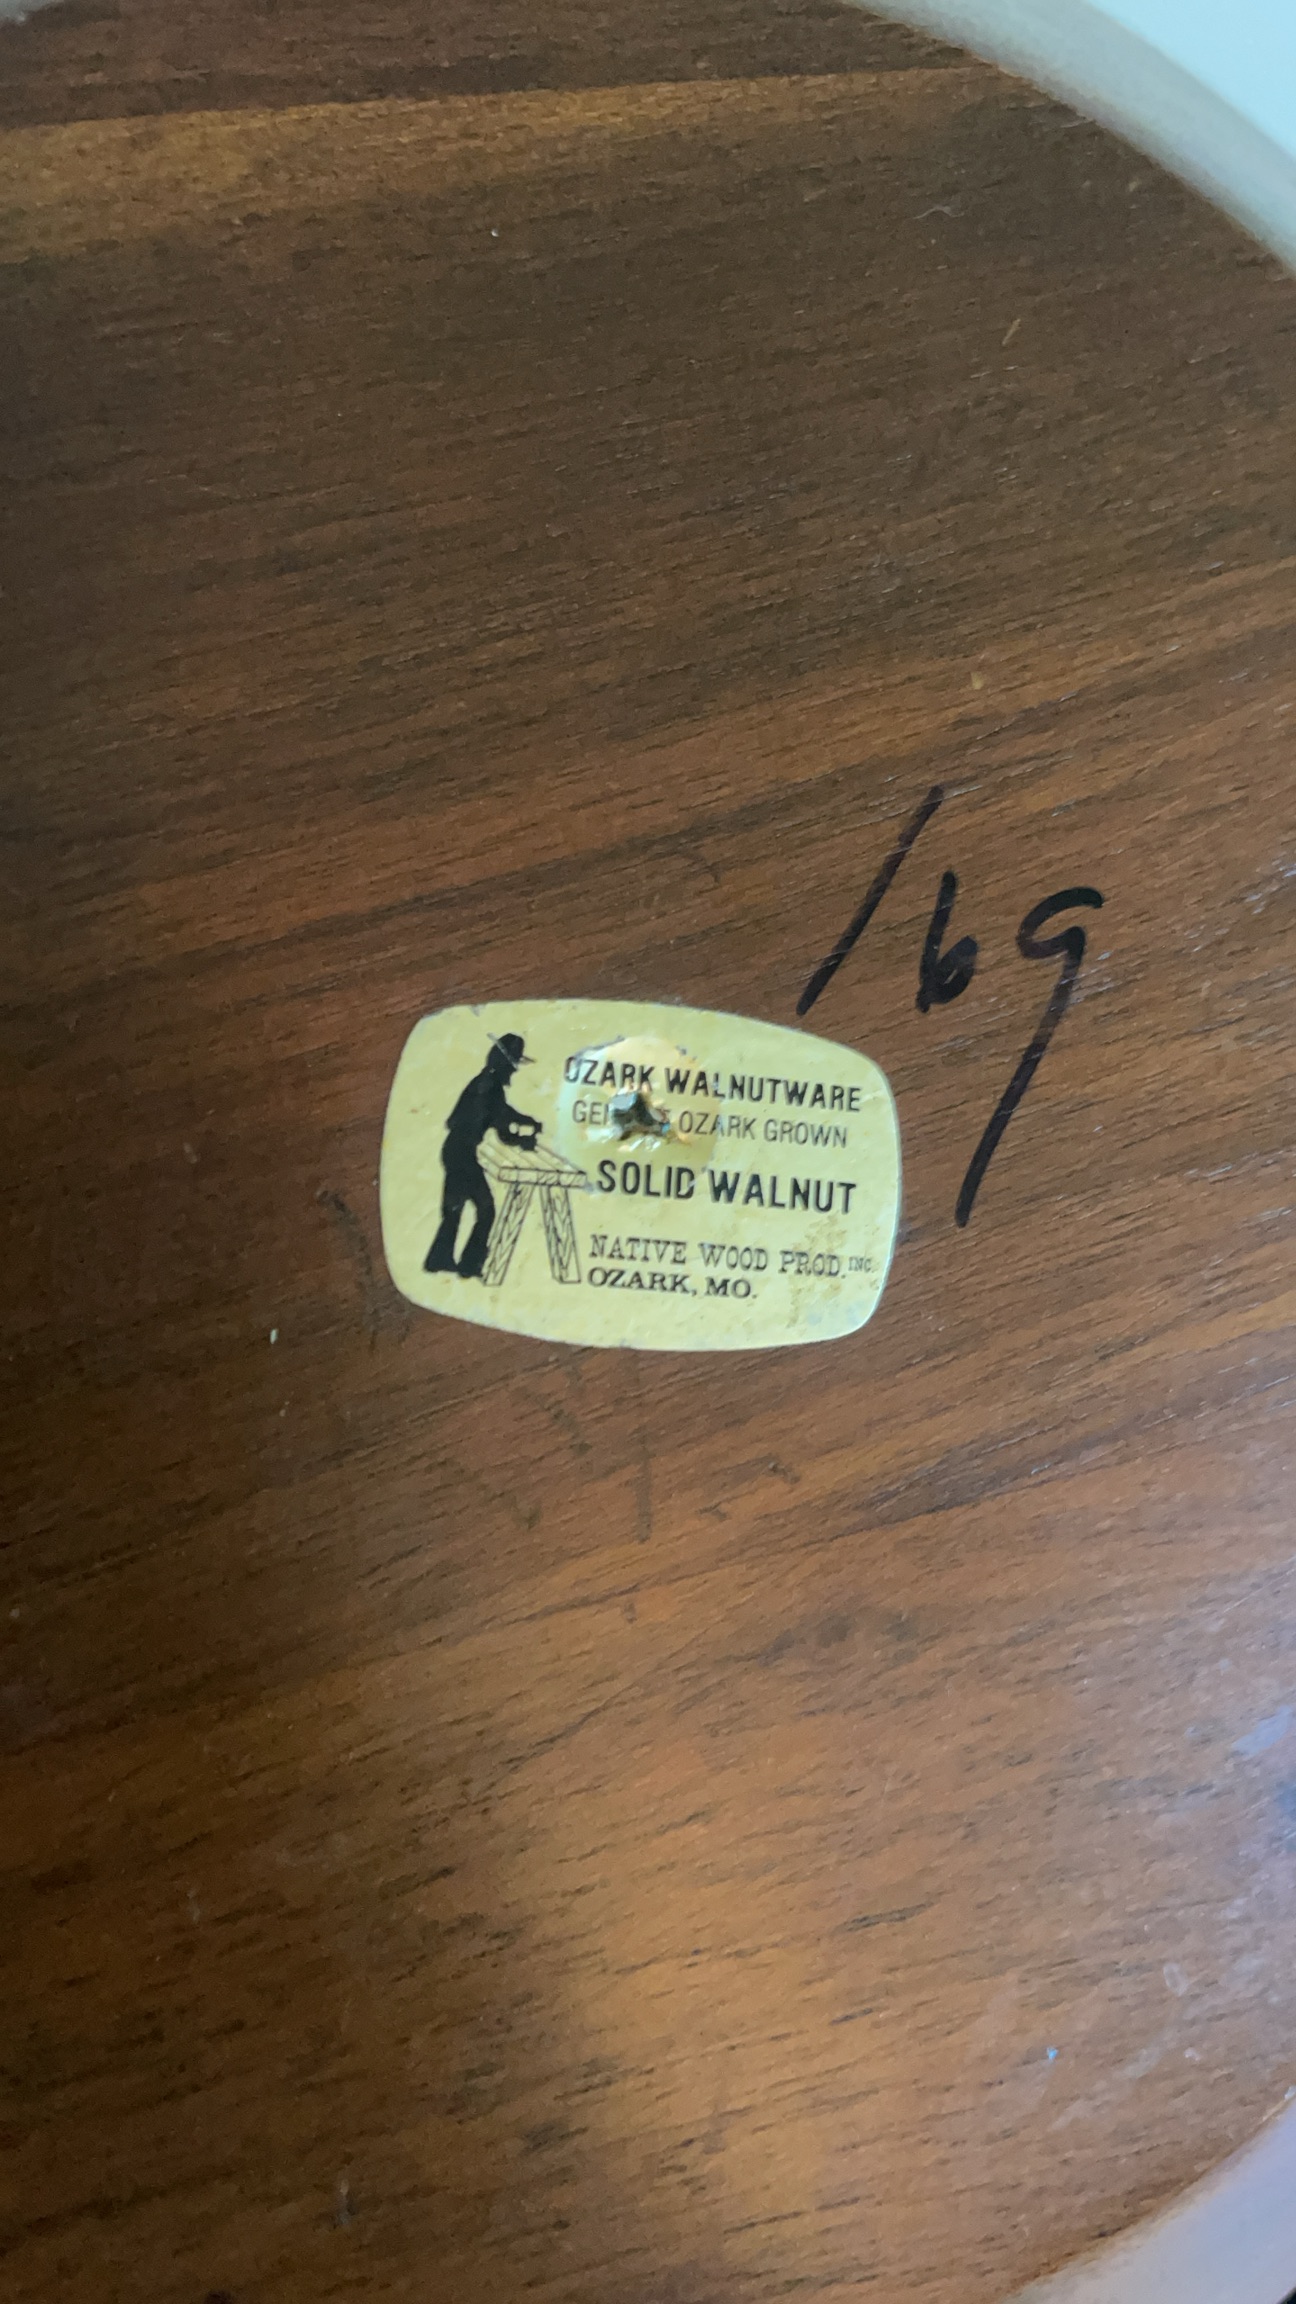 169
OZARK WALNUTWARE
OZARK GROWN
SOLID WALNUT
NATIVE WOOD PROD. INC.
OZARK, MO.